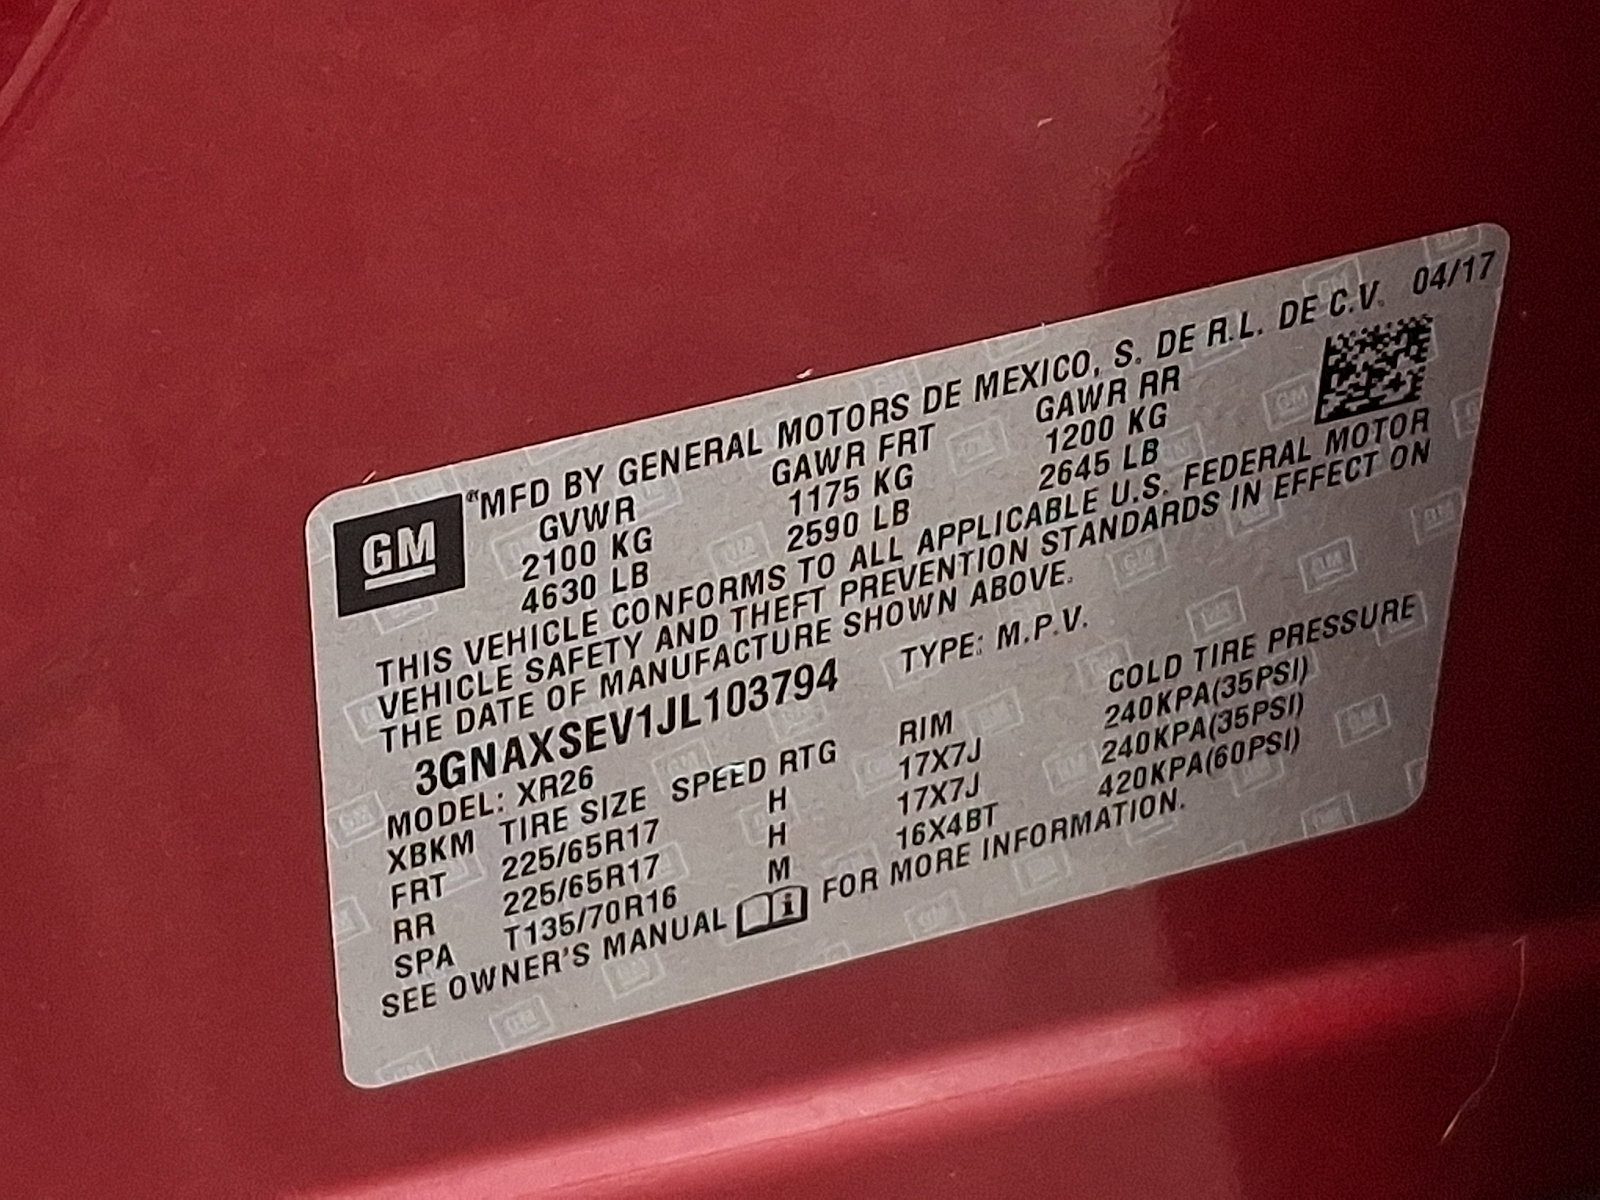 GM
*MFD BY GENERAL MOTORS DE MEXICO, S. DE R.L. DE C.V. 04/17
GVWR GAWR FRT GAWR RR
2100 KG 1175 KG 1200 KG
4630 LB 2590 LB 2645 LB
THIS VEHICLE CONFORMS TO ALL APPLICABLE U.S. FEDERAL MOTOR
VEHICLE SAFETY AND THEFT PREVENTION STANDARDS IN EFFECT ON
THE DATE OF MANUFACTURE SHOWN ABOVE.
3GNAXSEV1JL103794 TYPE: M.P.V.
MODEL: XR26
XBKM TIRE SIZE SPEED RTG RIM COLD TIRE PRESSURE
FRT 225/65R17 H 17X7J 240KPA(35PSI)
RR 225/65R17 H 17X7J 240KPA(35PSI)
SPA T135/70R16 M 16X4BT 420KPA(60PSI)
SEE OWNER'S MANUAL i FOR MORE INFORMATION.